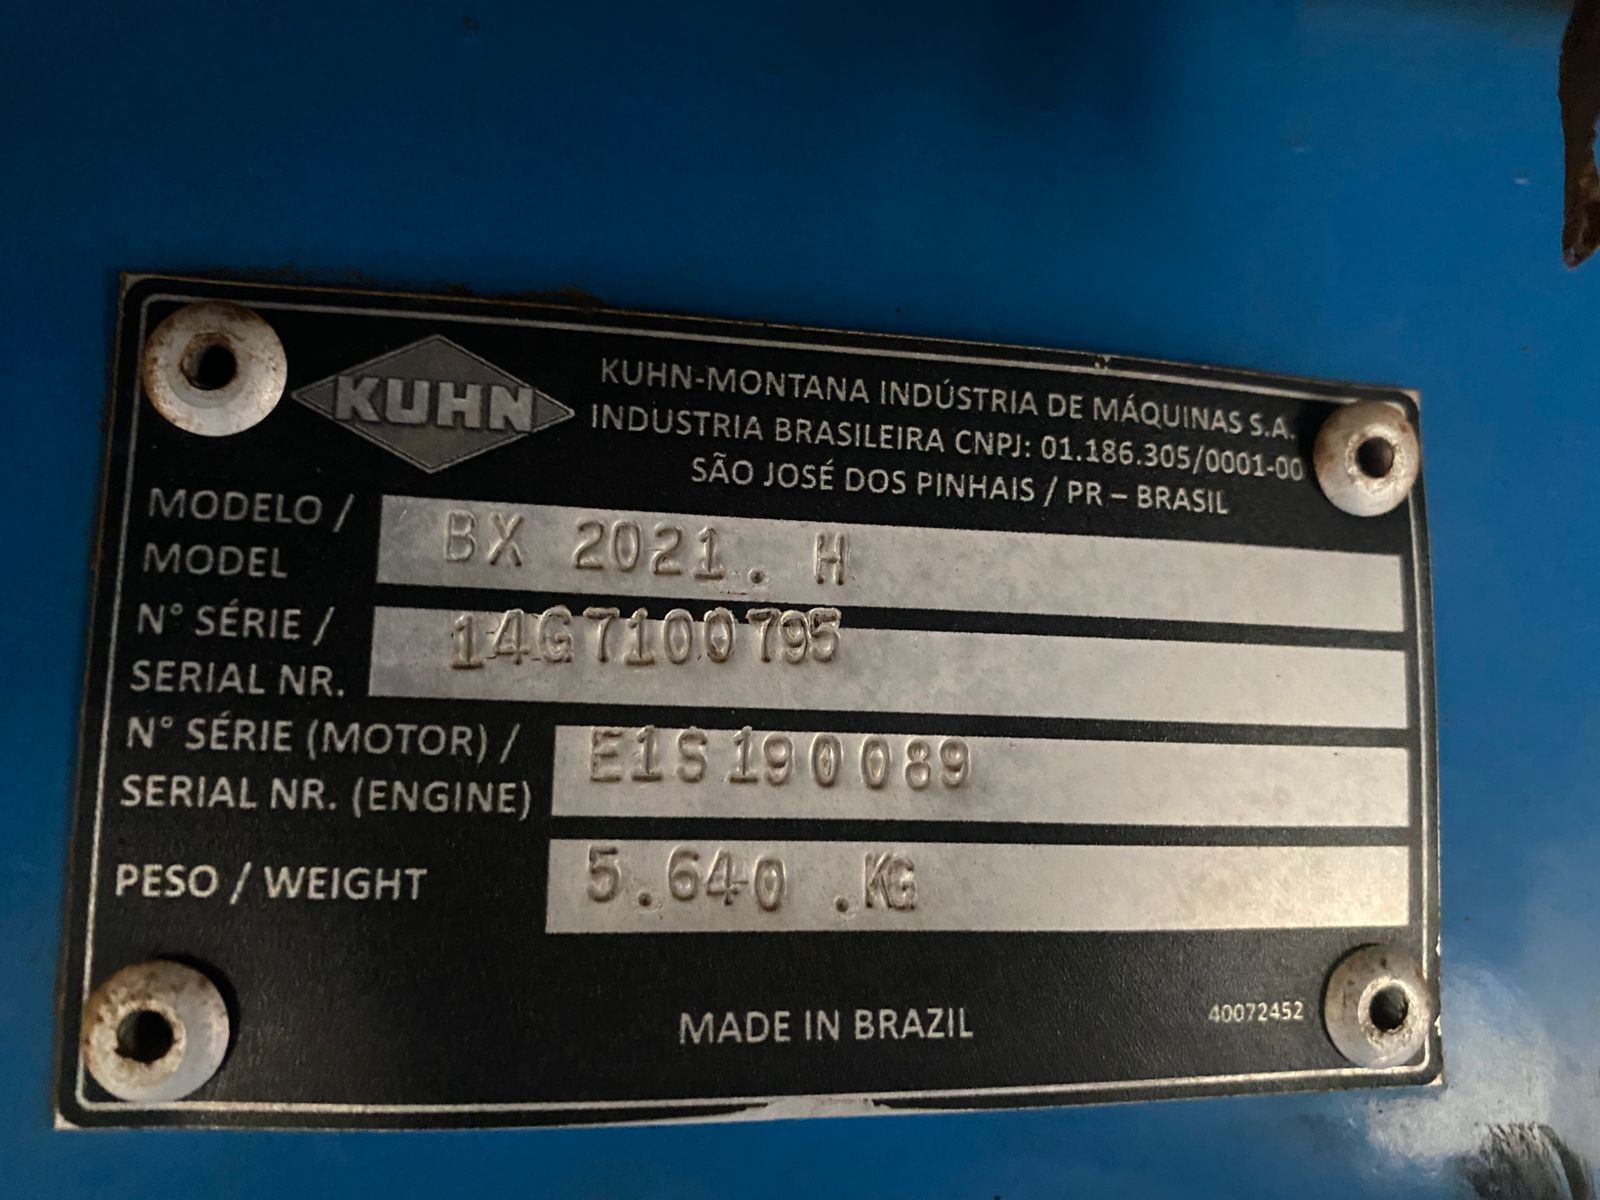 KUHN
KUHN-MONTANA INDÚSTRIA DE MÁQUINAS S.A.
INDUSTRIA BRASILEIRA CNPJ: 01.186.305/0001-00
SÃO JOSÉ DOS PINHAIS / PR – BRASIL
MODELO /
MODEL
BX 2021. H
N° SÉRIE /
SERIAL NR.
14G7100795
N° SÉRIE (MOTOR) /
SERIAL NR. (ENGINE)
E1S190089
PESO / WEIGHT
5.640 .KG
MADE IN BRAZIL
40072452